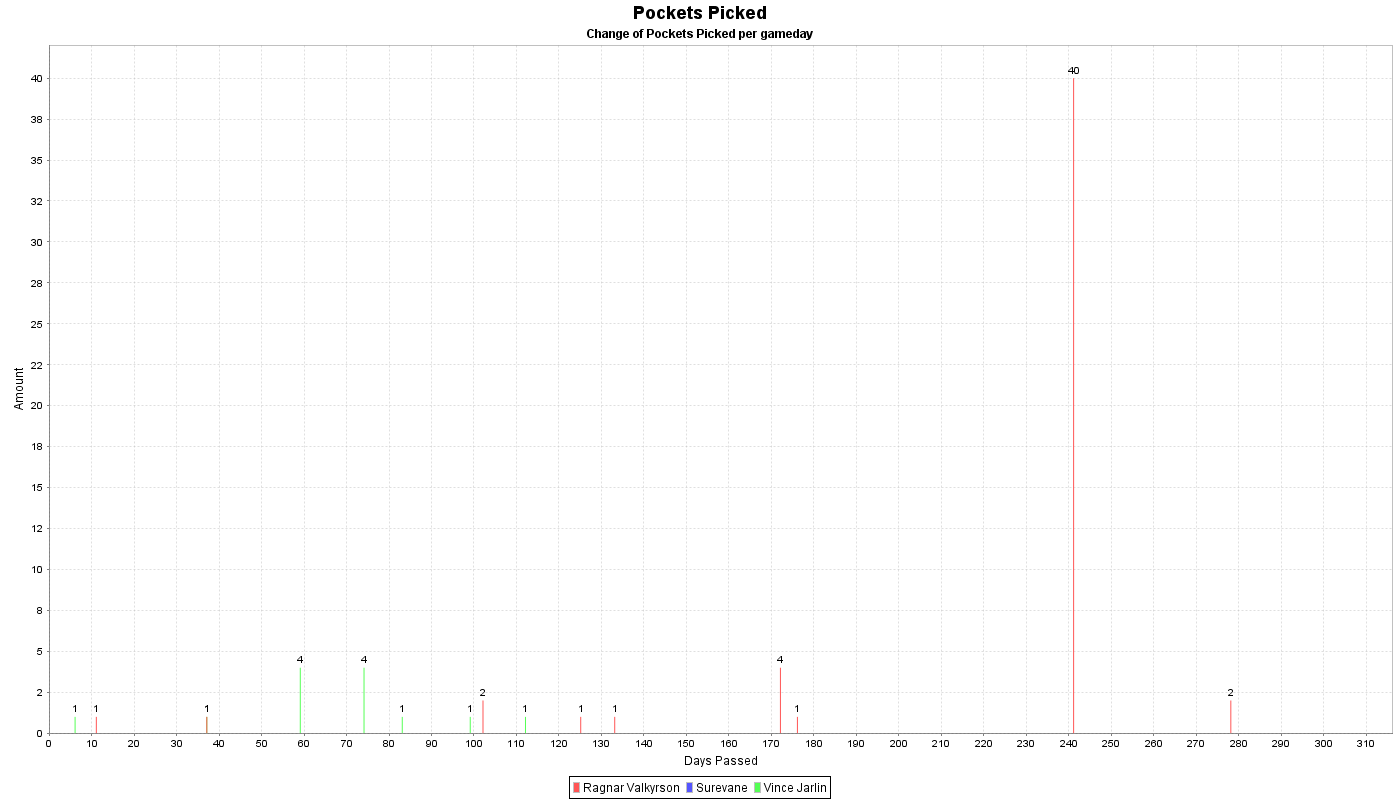 Pockets Picked
Change of Pockets Picked per gameday
40
40
38
35
32
30
28
25
22
Amount
20
18
15
12
10
8
5
4 4 4
2
1 1 1 1 1 2 1 1 1 1 2
0
0 10 20 30 40 50 60 70 80 90 100 110 120 130 140 150 160 170 180 190 200 210 220 230 240 250 260 270 280 290 300 310
Days Passed
Ragnar Valkyrson Surevane Vince Jarlin